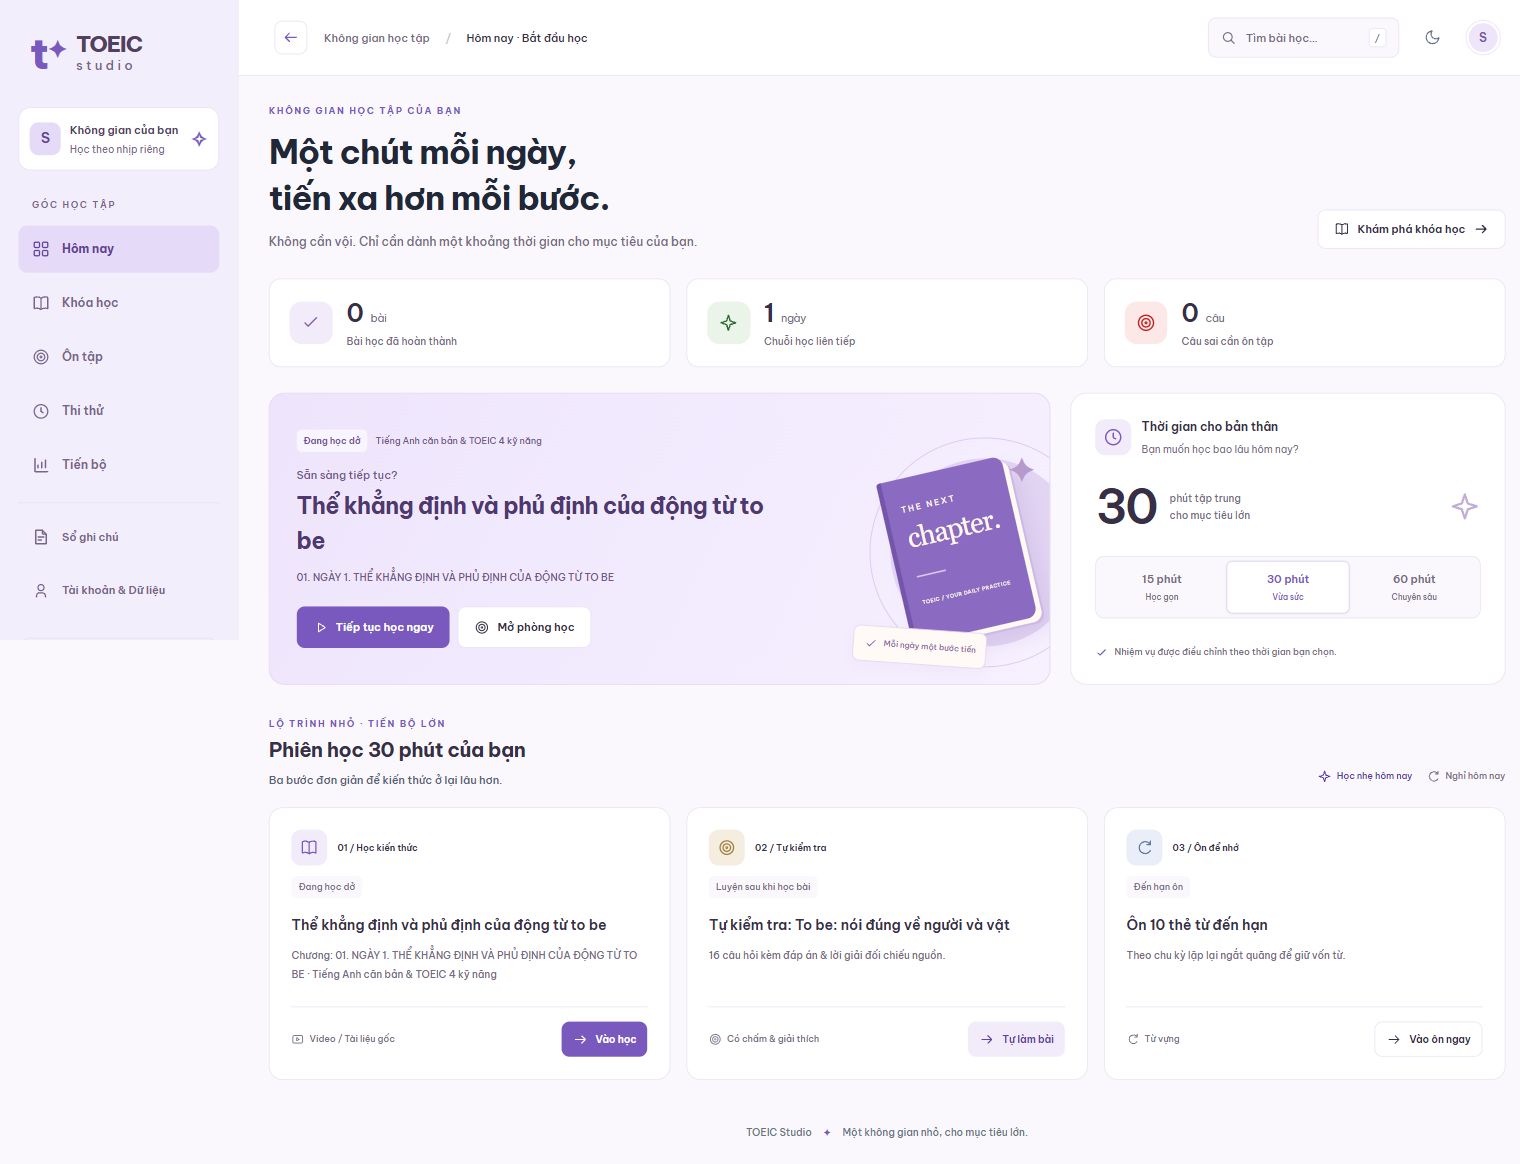 TOEIC
studio
S
Không gian của bạn
Học theo nhịp riêng
GÓC HỌC TẬP
Hôm nay
Khóa học
Ôn tập
Thi thử
Tiến bộ
Sổ ghi chú
Tài khoản & Dữ liệu
Không gian học tập / Hôm nay · Bắt đầu học
Tìm bài học... /
S
KHÔNG GIAN HỌC TẬP CỦA BẠN
Một chút mỗi ngày,
tiến xa hơn mỗi bước.
Không cần vội. Chỉ cần dành một khoảng thời gian cho mục tiêu của bạn.
Khám phá khóa học
0 bài
Bài học đã hoàn thành
1 ngày
Chuỗi học liên tiếp
0 câu
Câu sai cần ôn tập
Đang học dở Tiếng Anh căn bản & TOEIC 4 kỹ năng
Sẵn sàng tiếp tục?
Thể khẳng định và phủ định của động từ to
be
01. NGÀY 1. THỂ KHẲNG ĐỊNH VÀ PHỦ ĐỊNH CỦA ĐỘNG TỪ TO BE
Tiếp tục học ngay
Mở phòng học
THE NEXT
chapter.
TOEIC / YOUR DAILY PRACTICE
Mỗi ngày một bước tiến
Thời gian cho bản thân
Bạn muốn học bao lâu hôm nay?
30 phút tập trung
cho mục tiêu lớn
15 phút
Học gọn
30 phút
Vừa sức
60 phút
Chuyên sâu
Nhiệm vụ được điều chỉnh theo thời gian bạn chọn.
LỘ TRÌNH NHỎ · TIẾN BỘ LỚN
Phiên học 30 phút của bạn
Ba bước đơn giản để kiến thức ở lại lâu hơn.
Học nhẹ hôm nay
Nghỉ hôm nay
01 / Học kiến thức
Đang học dở
Thể khẳng định và phủ định của động từ to be
Chương: 01. NGÀY 1. THỂ KHẲNG ĐỊNH VÀ PHỦ ĐỊNH CỦA ĐỘNG TỪ TO
BE · Tiếng Anh căn bản & TOEIC 4 kỹ năng
Video / Tài liệu gốc
Vào học
02 / Tự kiểm tra
Luyện sau khi học bài
Tự kiểm tra: To be: nói đúng về người và vật
16 câu hỏi kèm đáp án & lời giải đối chiếu nguồn.
Có chấm & giải thích
Tự làm bài
03 / Ôn để nhớ
Đến hạn ôn
Ôn 10 thẻ từ đến hạn
Theo chu kỳ lặp lại ngắt quãng để giữ vốn từ.
Từ vựng
Vào ôn ngay
TOEIC Studio ✦ Một không gian nhỏ, cho mục tiêu lớn.